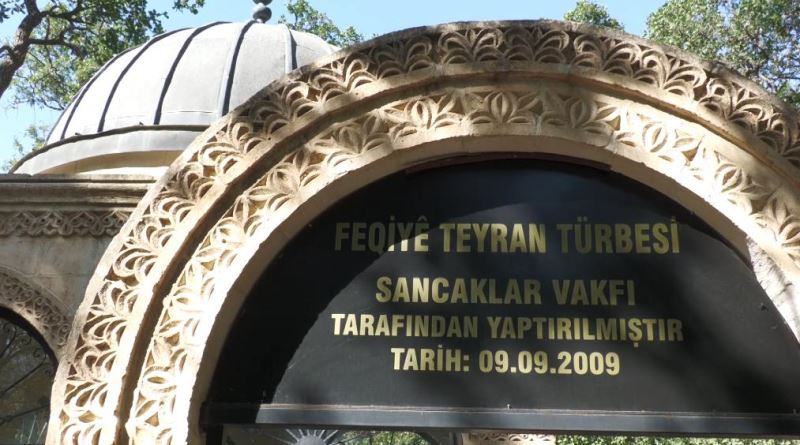 FEQİYÊ TEYRAN TÜRBESİ
SANCAKLAR VAKFI
TARAFINDAN YAPTIRILMIŞTIR
TARİH: 09.09.2009